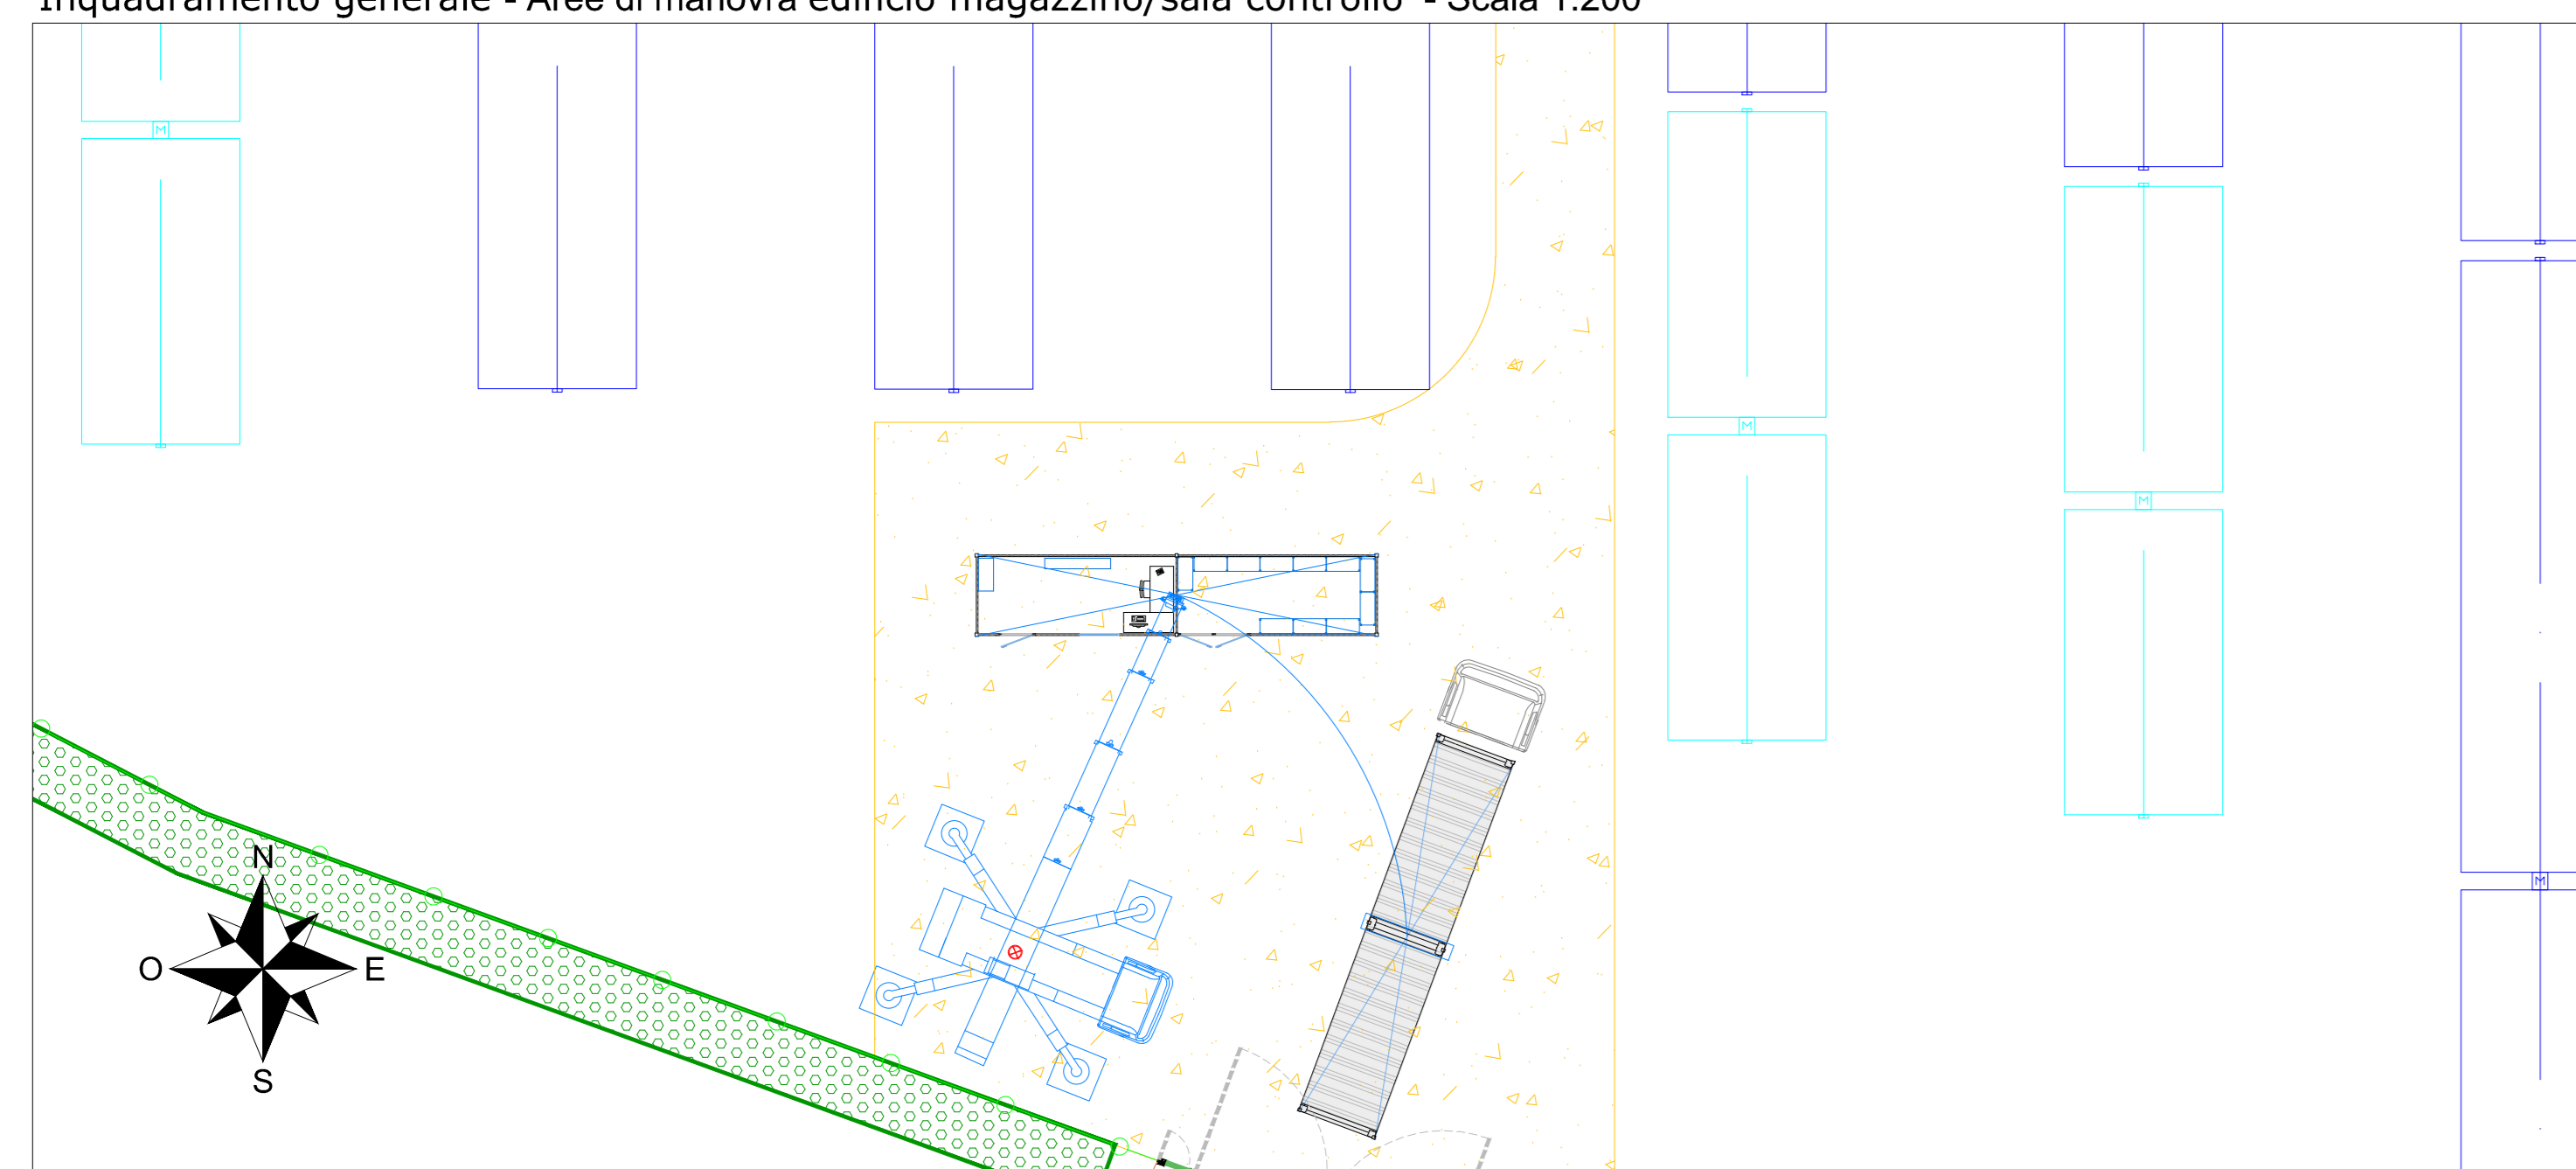 Inquadramento generale - Aree di manovra edificio magazzino/sala controllo - Scala 1:200
M
M
M
M
N
O E
S